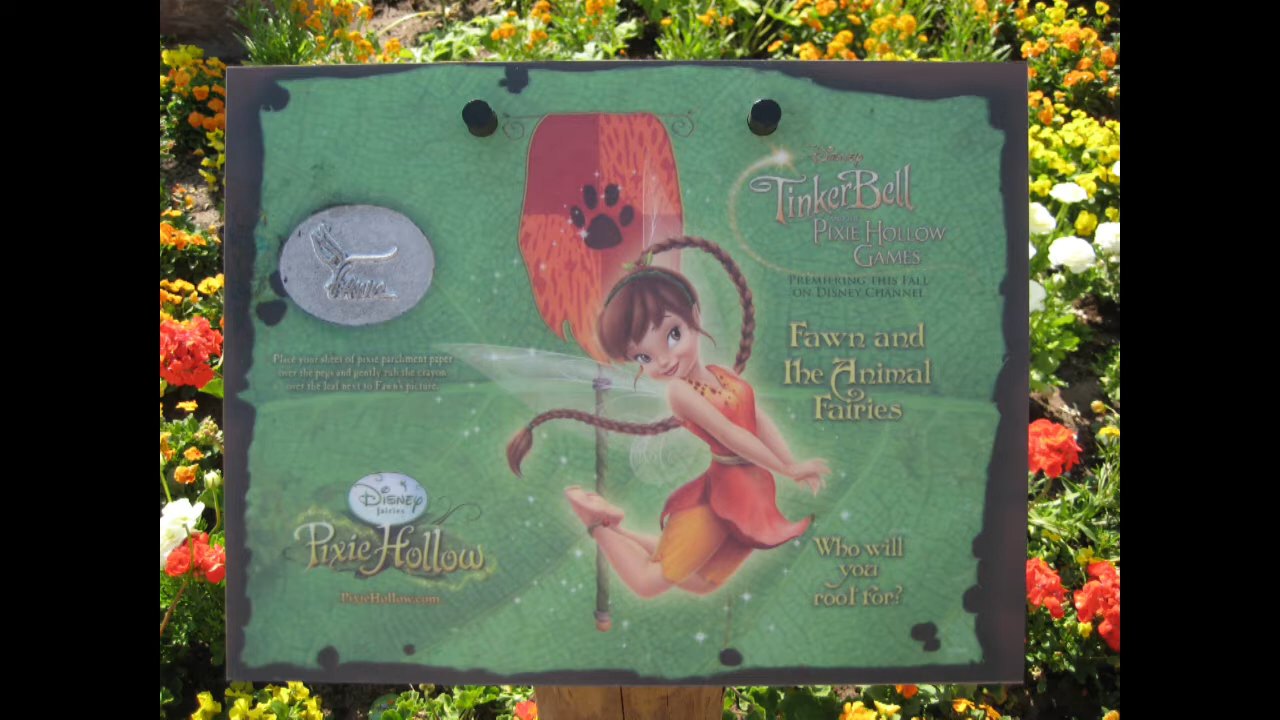 Disney
TinkerBell
Pixie Hollow
Games
Premiering this Fall
on Disney Channel
Fawn and
the Animal
Fairies
Fawn
Place your sheet of pixie parchment paper
over the pegs and gently rub the crayon
over the leaf next to Fawn's picture.
Disney
fairies
Pixie Hollow
PixieHollow.com
Who will
you
root for?